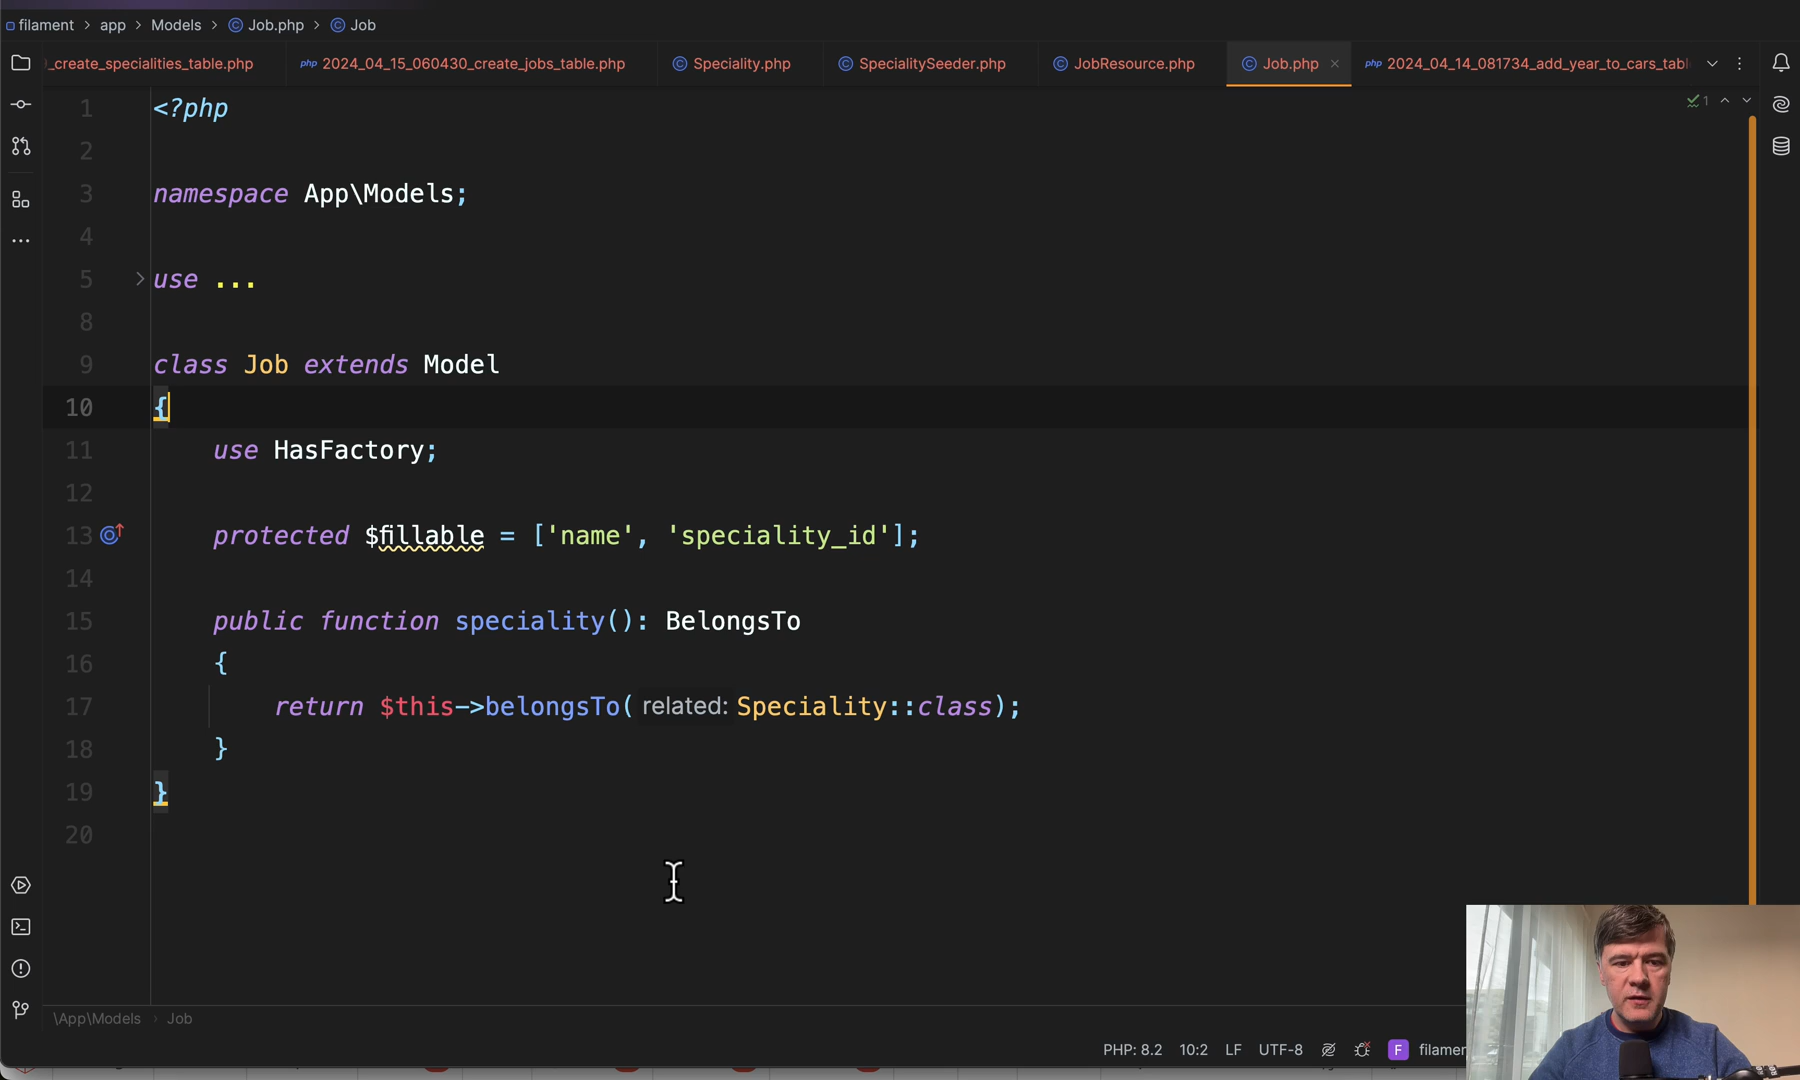 filament > app > Models > Job.php > Job
_create_specialities_table.php
php 2024_04_15_060430_create_jobs_table.php
Speciality.php
SpecialitySeeder.php
JobResource.php
Job.php
php 2024_04_14_081734_add_year_to_cars_tabl
1
1 <?php
2
3 namespace App\Models;
4
5 use ...
8
9 class Job extends Model
10 {
11 use HasFactory;
12
13 protected $fillable = ['name', 'speciality_id'];
14
15 public function speciality(): BelongsTo
16 {
17 return $this->belongsTo( related: Speciality::class);
18 }
19 }
20
\App\Models > Job
PHP: 8.2 10:2 LF UTF-8 F filamen